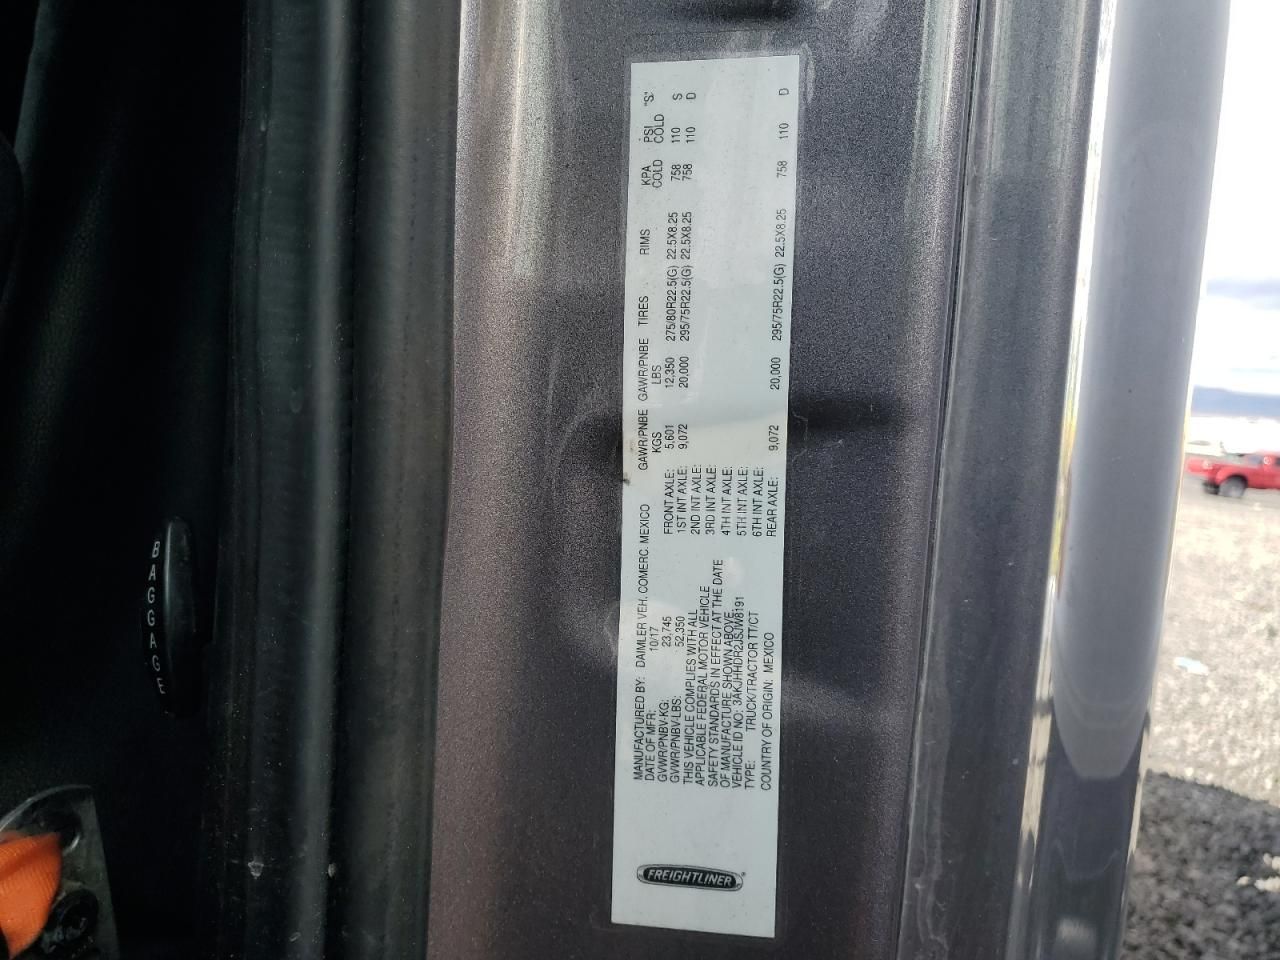 FREIGHTLINER
MANUFACTURED BY: DAIMLER VEH. COMERC. MEXICO
DATE OF MFR: 10/17
GVWR/PNBV-KG: 23,745
GVWR/PNBV-LBS: 52,350
THIS VEHICLE COMPLIES WITH ALL
APPLICABLE FEDERAL MOTOR VEHICLE
SAFETY STANDARDS IN EFFECT AT THE DATE
OF MANUFACTURE SHOWN ABOVE.
VEHICLE ID NO: 3AKJHHDR2JSJW8191
TYPE: TRUCK/TRACTOR TT/CT
COUNTRY OF ORIGIN: MEXICO
GAWR/PNBE KGS GAWR/PNBE LBS TIRES RIMS KPA COLD PSI COLD "S"
FRONT AXLE: 5,601 12,350 275/80R22.5(G) 22.5X8.25 758 110 S
1ST INT AXLE: 9,072 20,000 295/75R22.5(G) 22.5X8.25 758 110 D
2ND INT AXLE:
3RD INT AXLE:
4TH INT AXLE:
5TH INT AXLE:
6TH INT AXLE:
REAR AXLE: 9,072 20,000 295/75R22.5(G) 22.5X8.25 758 110 D
BAGGAGE